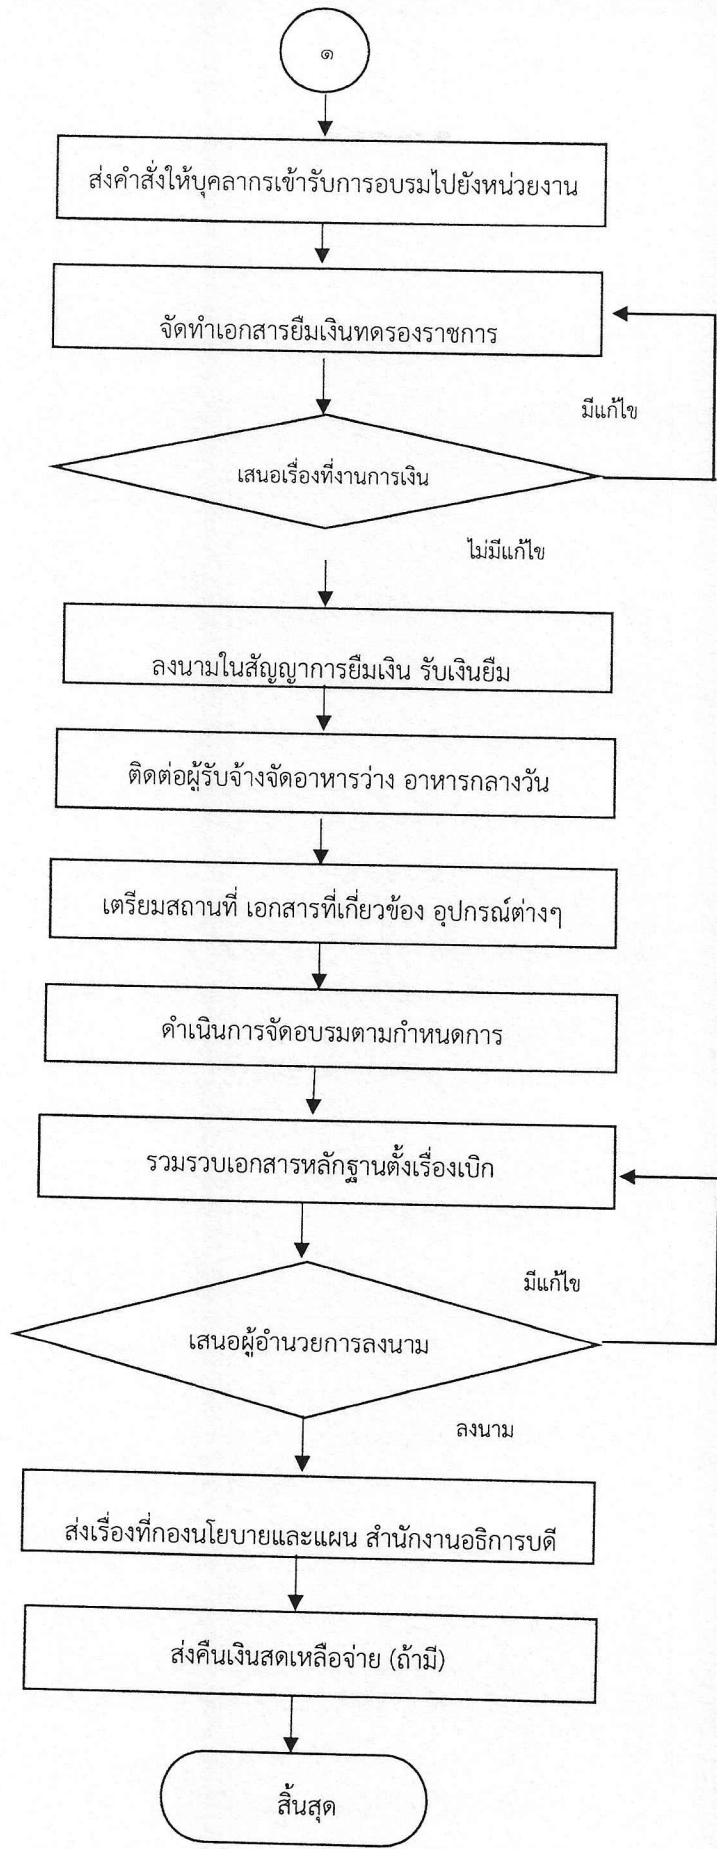 ๑
ส่งคำสั่งให้บุคลากรเข้ารับการอบรมไปยังหน่วยงาน
จัดทำเอกสารยืมเงินทดรองราชการ
มีแก้ไข
เสนอเรื่องที่งานการเงิน
ไม่มีแก้ไข
ลงนามในสัญญาการยืมเงิน รับเงินยืม
ติดต่อผู้รับจ้างจัดอาหารว่าง อาหารกลางวัน
เตรียมสถานที่ เอกสารที่เกี่ยวข้อง อุปกรณ์ต่างๆ
ดำเนินการจัดอบรมตามกำหนดการ
รวมรวบเอกสารหลักฐานตั้งเรื่องเบิก
มีแก้ไข
เสนอผู้อำนวยการลงนาม
ลงนาม
ส่งเรื่องที่กองนโยบายและแผน สำนักงานอธิการบดี
ส่งคืนเงินสดเหลือจ่าย (ถ้ามี)
สิ้นสุด